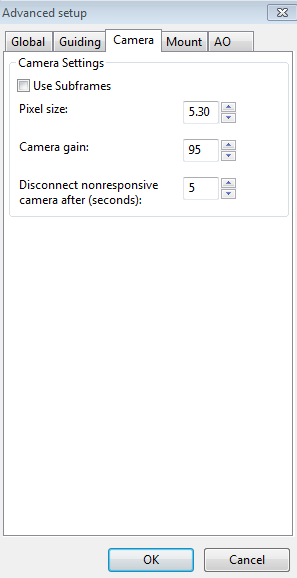 Advanced setup
Global Guiding Camera Mount AO
Camera Settings
Use Subframes
Pixel size: 5.30
Camera gain: 95
Disconnect nonresponsive
camera after (seconds): 5
OK Cancel